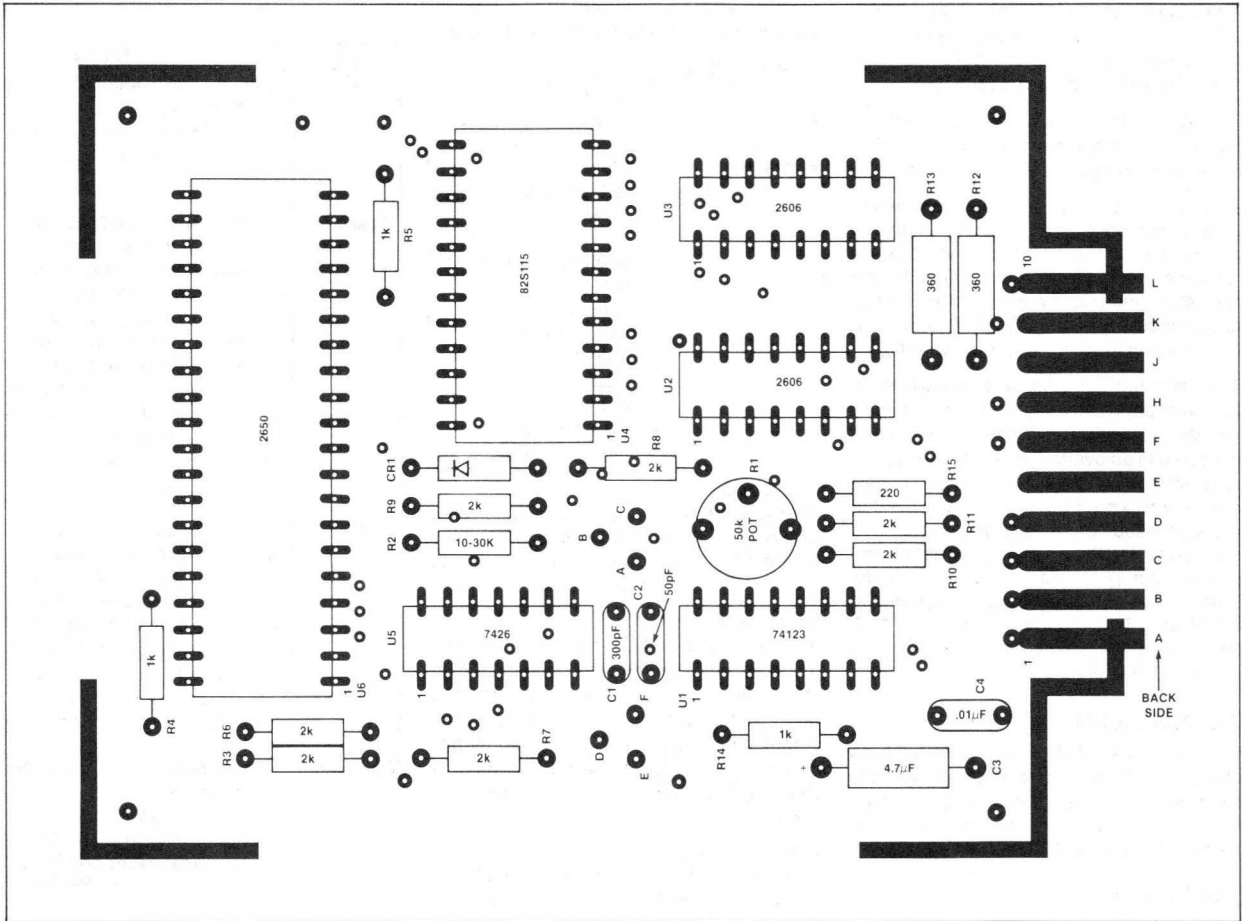 2650
1
U6
1k
R5
82S115
1
U4
U3
2606
1
U2
2606
1
R13
R12
360
360
10
L
K
J
H
F
E
D
C
B
A
1
BACK
SIDE
CR1
R8
2k
R9
2k
R2
10-30K
C
B
A
R1
50k
POT
R15
220
2k
R11
2k
R10
U5
7426
1
C2
50pF
300pF
C1
F
74123
U1
1
1k
R4
R6
2k
R3
2k
R7
2k
D
E
R14
1k
C4
.01µF
+
4.7µF
C3